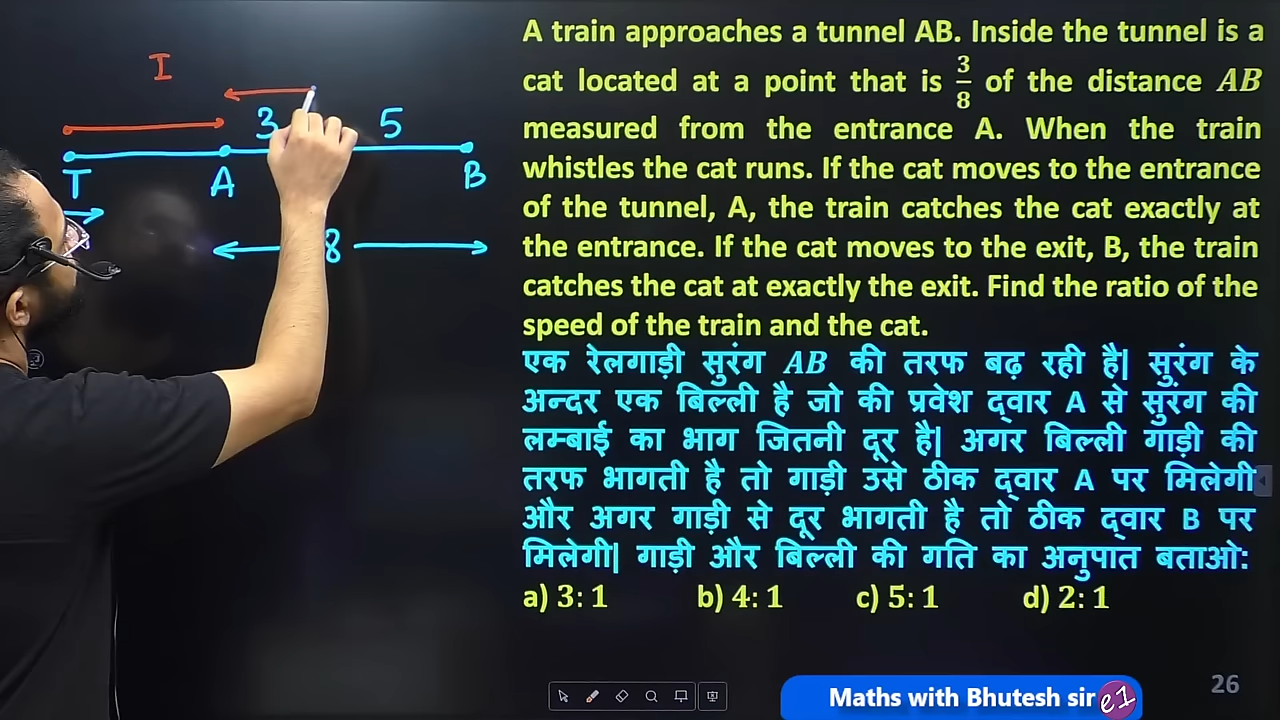 I
3 5
T A B
8
A train approaches a tunnel AB. Inside the tunnel is a
cat located at a point that is 3/8 of the distance AB
measured from the entrance A. When the train
whistles the cat runs. If the cat moves to the entrance
of the tunnel, A, the train catches the cat exactly at
the entrance. If the cat moves to the exit, B, the train
catches the cat at exactly the exit. Find the ratio of the
speed of the train and the cat.
एक रेलगाड़ी सुरंग AB की तरफ बढ़ रही है| सुरंग के
अन्दर एक बिल्ली है जो की प्रवेश द्वार A से सुरंग की
लम्बाई का भाग जितनी दूर है| अगर बिल्ली गाड़ी की
तरफ भागती है तो गाड़ी उसे ठीक द्वार A पर मिलेगी
और अगर गाड़ी से दूर भागती है तो ठीक द्वार B पर
मिलेगी| गाड़ी और बिल्ली की गति का अनुपात बताओ:
a) 3: 1 b) 4: 1 c) 5: 1 d) 2: 1
Maths with Bhutesh sir e1
26